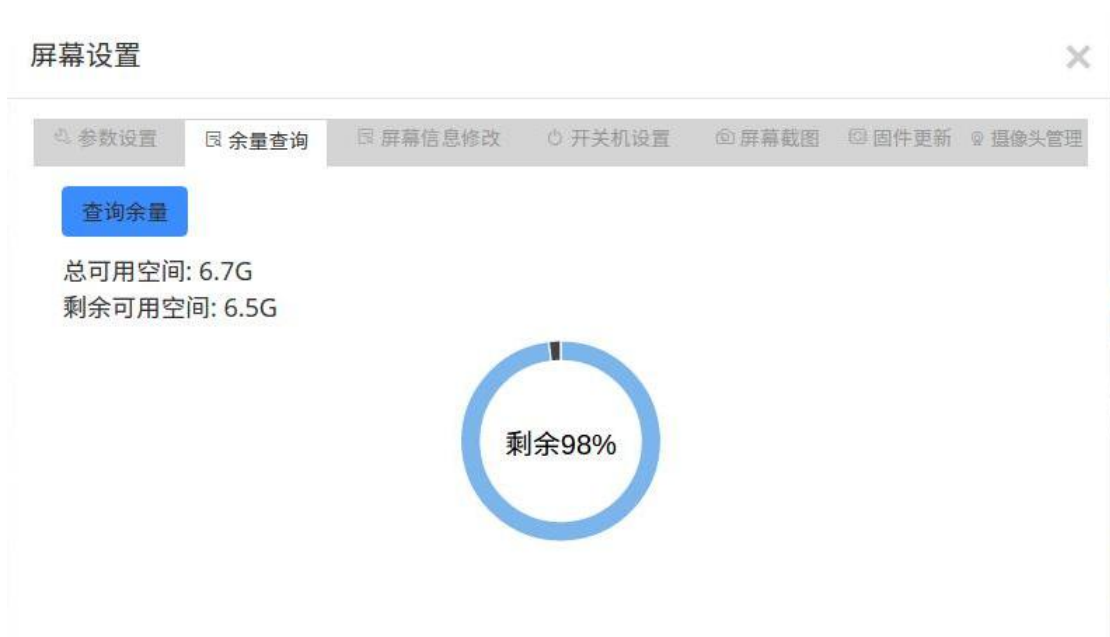 屏幕设置
参数设置 余量查询 屏幕信息修改 开关机设置 屏幕截图 固件更新 摄像头管理
查询余量
总可用空间: 6.7G
剩余可用空间: 6.5G
剩余98%